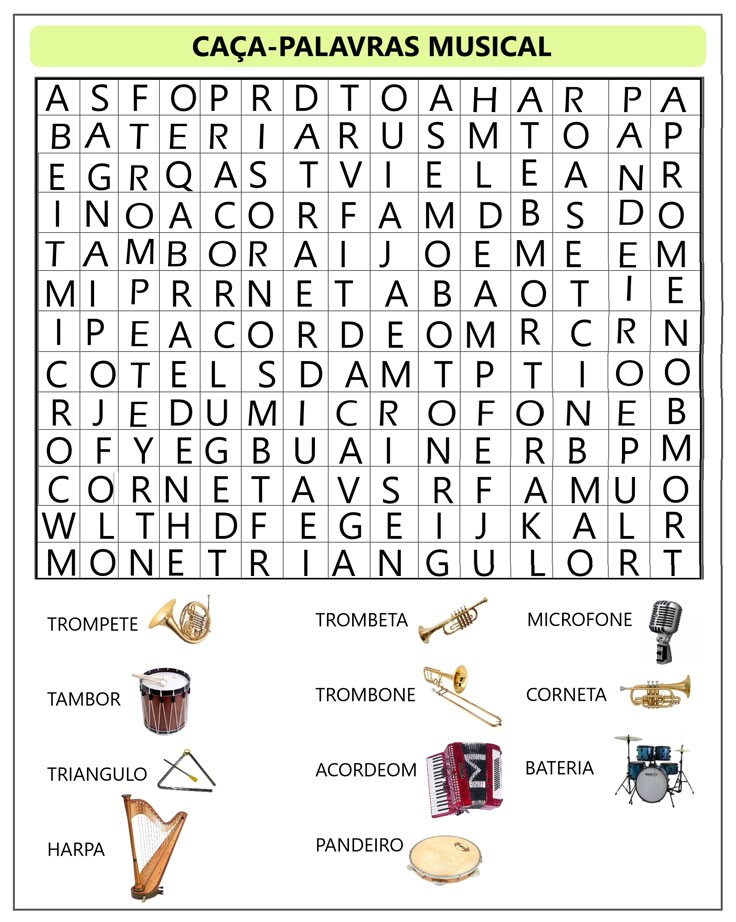 CAÇA-PALAVRAS MUSICAL
A S F O P R D T O A H A R P A
B A T E R I A R U S M T O A P
E G R Q A S T V I E L E A N R
I N O A C O R F A M D B S D O
T A M B O R A I J O E M E E M
M I P R R N E T A B A O T I E
I P E A C O R D E O M R C R N
C O T E L S D A M T P T I O O
R J E D U M I C R O F O N E B
O F Y E G B U A I N E R B P M
C O R N E T A V S R F A M U O
W L T H D F E G E I J K A L R
M O N E T R I A N G U L O R T
TROMPETE TROMBETA MICROFONE
TAMBOR TROMBONE CORNETA
TRIANGULO ACORDEOM BATERIA
HARPA PANDEIRO